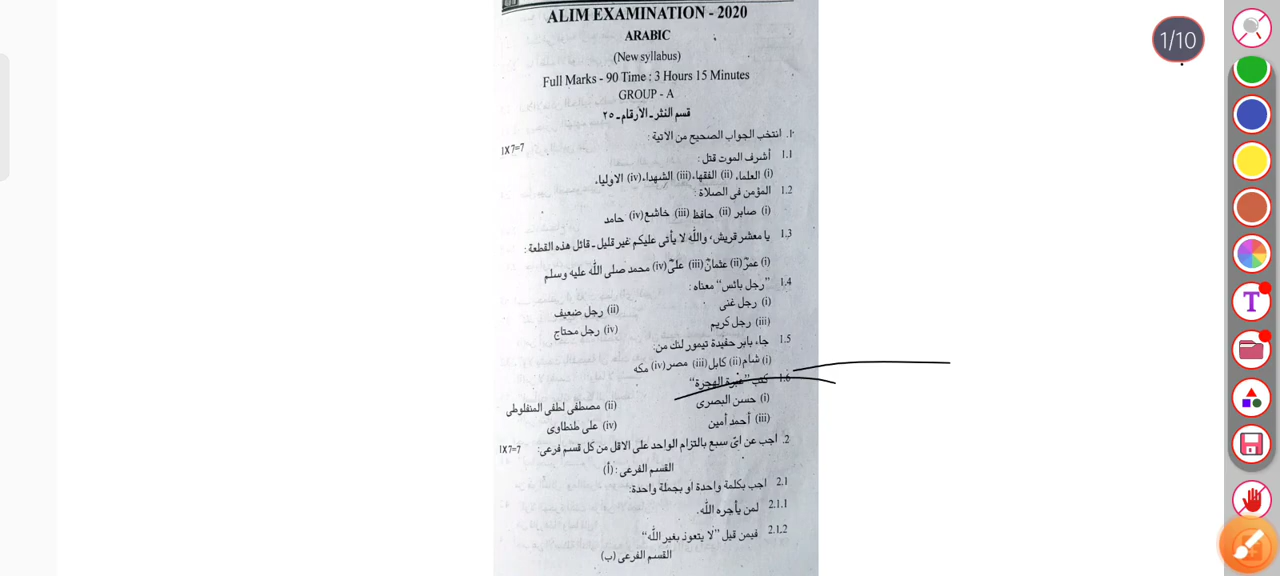 1/10
ALIM EXAMINATION - 2020
ARABIC
(New syllabus)
Full Marks - 90 Time : 3 Hours 15 Minutes
GROUP - A
قسم النثر ـ الأرقام ـ ٢٥
١. انتخب الجواب الصحيح من الآتية : 1X7=7
1.1 أشرف الموت قتل :
(i) العلماء (ii) الفقهاء (iii) الشهداء (iv) الاولياء
1.2 المؤمن فى الصلاة :
(i) صابر (ii) حافظ (iii) خاشع (iv) حامد
1.3 يا معشر قريش، والله لا يأتى عليكم غير قليل ـ قائل هذه القطعة :
(i) عمرؓ (ii) عثمانؓ (iii) علىؓ (iv) محمد صلى الله عليه وسلم
1.4 "رجل بائس" معناه :
(i) رجل غنى (ii) رجل ضعيف
(iii) رجل كريم (iv) رجل محتاج
1.5 جاء بابر حفيدة تيمور لنك من:
(i) شام (ii) كابل (iii) مصر (iv) مكه
1.6 كتب "عبرة الهجرة"
(i) حسن البصرى (ii) مصطفى لطفى المنفلوطى
(iii) أحمد أمين (iv) على طنطاوى
2. اجب عن اىّ سبع بالتزام الواحد على الاقل من كل قسم فرعى: 1X7=7
القسم الفرعى : (أ)
2.1 اجب بكلمة واحدة او بجملة واحدة:
2.1.1 لمن يأجره الله.
2.1.2 فيمن قيل "لا يتعوذ بغير الله"
القسم الفرعى (ب)
T